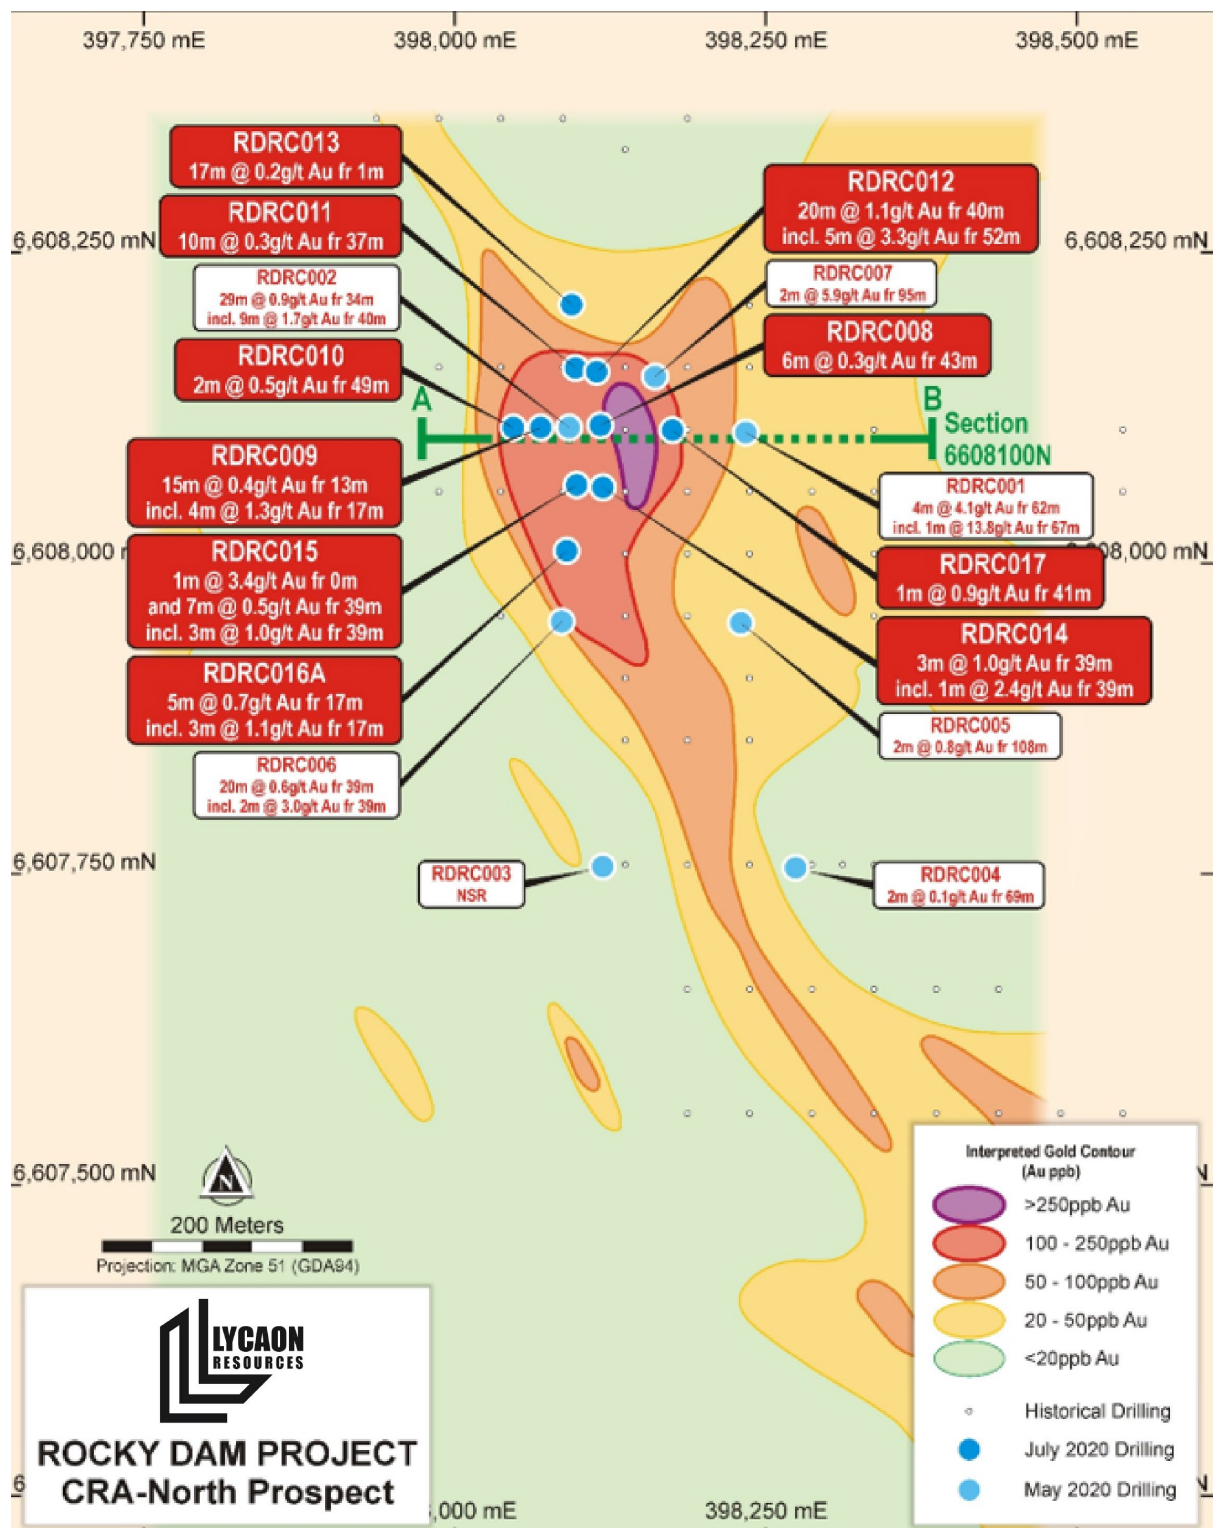 397,750 mE
398,000 mE
398,250 mE
398,500 mE
RDRC013
17m @ 0.2g/t Au fr 1m
RDRC012
20m @ 1.1g/t Au fr 40m
incl. 5m @ 3.3g/t Au fr 52m
RDRC011
10m @ 0.3g/t Au fr 37m
6,608,250 mN
6,608,250 mN
RDRC002
29m @ 0.9g/t Au fr 34m
incl. 9m @ 1.7g/t Au fr 40m
RDRC007
2m @ 5.9g/t Au fr 95m
RDRC008
6m @ 0.3g/t Au fr 43m
RDRC010
2m @ 0.5g/t Au fr 49m
A
B
Section
6608100N
RDRC009
15m @ 0.4g/t Au fr 13m
incl. 4m @ 1.3g/t Au fr 17m
RDRC001
4m @ 4.1g/t Au fr 62m
incl. 1m @ 13.8g/t Au fr 67m
6,608,000
6,608,000 mN
RDRC015
1m @ 3.4g/t Au fr 0m
and 7m @ 0.5g/t Au fr 39m
incl. 3m @ 1.0g/t Au fr 39m
RDRC017
1m @ 0.9g/t Au fr 41m
RDRC014
3m @ 1.0g/t Au fr 39m
incl. 1m @ 2.4g/t Au fr 39m
RDRC016A
5m @ 0.7g/t Au fr 17m
incl. 3m @ 1.1g/t Au fr 17m
RDRC005
2m @ 0.8g/t Au fr 108m
RDRC006
20m @ 0.6g/t Au fr 39m
incl. 2m @ 3.0g/t Au fr 39m
6,607,750 mN
RDRC003
NSR
RDRC004
2m @ 0.1g/t Au fr 69m
6,607,500 mN
N
200 Meters
Projection: MGA Zone 51 (GDA94)
LYCAON
RESOURCES
ROCKY DAM PROJECT
CRA-North Prospect
Interpreted Gold Contour
(Au ppb)
>250ppb Au
100 - 250ppb Au
50 - 100ppb Au
20 - 50ppb Au
<20ppb Au
Historical Drilling
July 2020 Drilling
May 2020 Drilling
,000 mE
398,250 mE